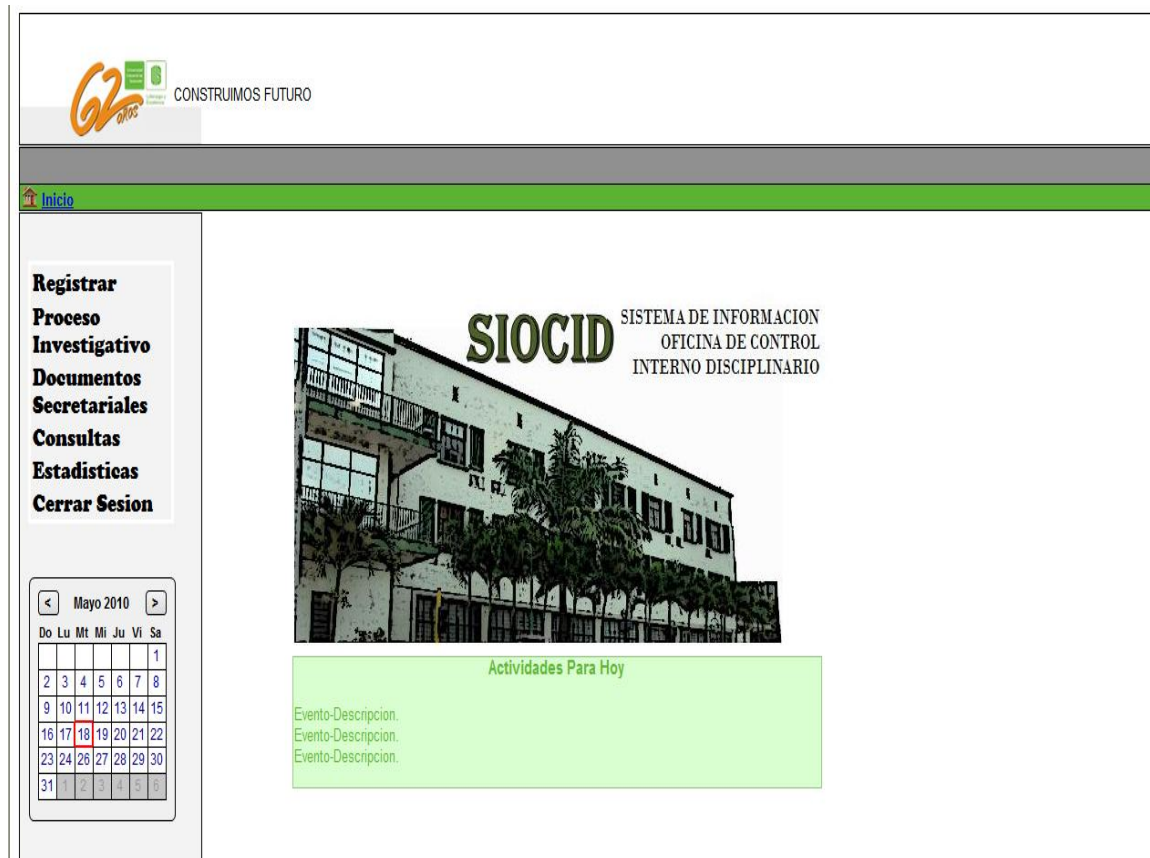 62
años
CONSTRUIMOS FUTURO
Inicio
Registrar
Proceso
Investigativo
Documentos
Secretariales
Consultas
Estadisticas
Cerrar Sesion
< Mayo 2010 >
Do Lu Mt Mi Ju Vi Sa
1
2 3 4 5 6 7 8
9 10 11 12 13 14 15
16 17 18 19 20 21 22
23 24 26 27 28 29 30
31 1 2 3 4 5 6
SIOCID
SISTEMA DE INFORMACION
OFICINA DE CONTROL
INTERNO DISCIPLINARIO
Actividades Para Hoy
Evento-Descripcion.
Evento-Descripcion.
Evento-Descripcion.